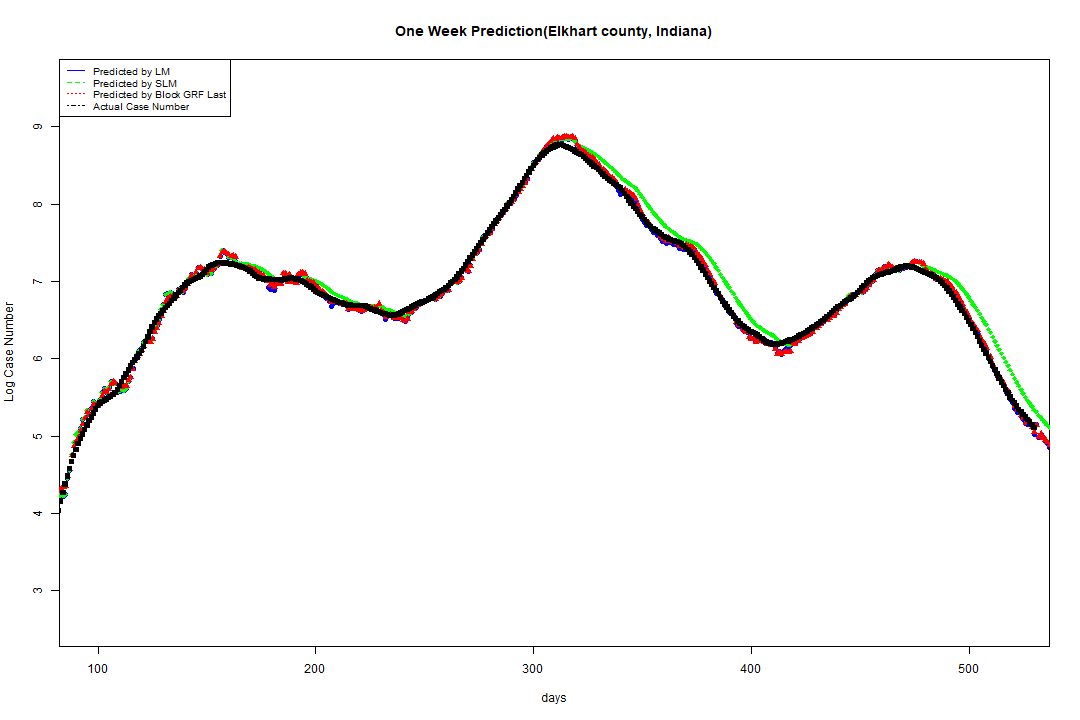 One Week Prediction(Elkhart county, Indiana)
Predicted by LM
Predicted by SLM
Predicted by Block GRF Last
Actual Case Number
9
8
7
6
5
4
3
Log Case Number
100 200 300 400 500
days